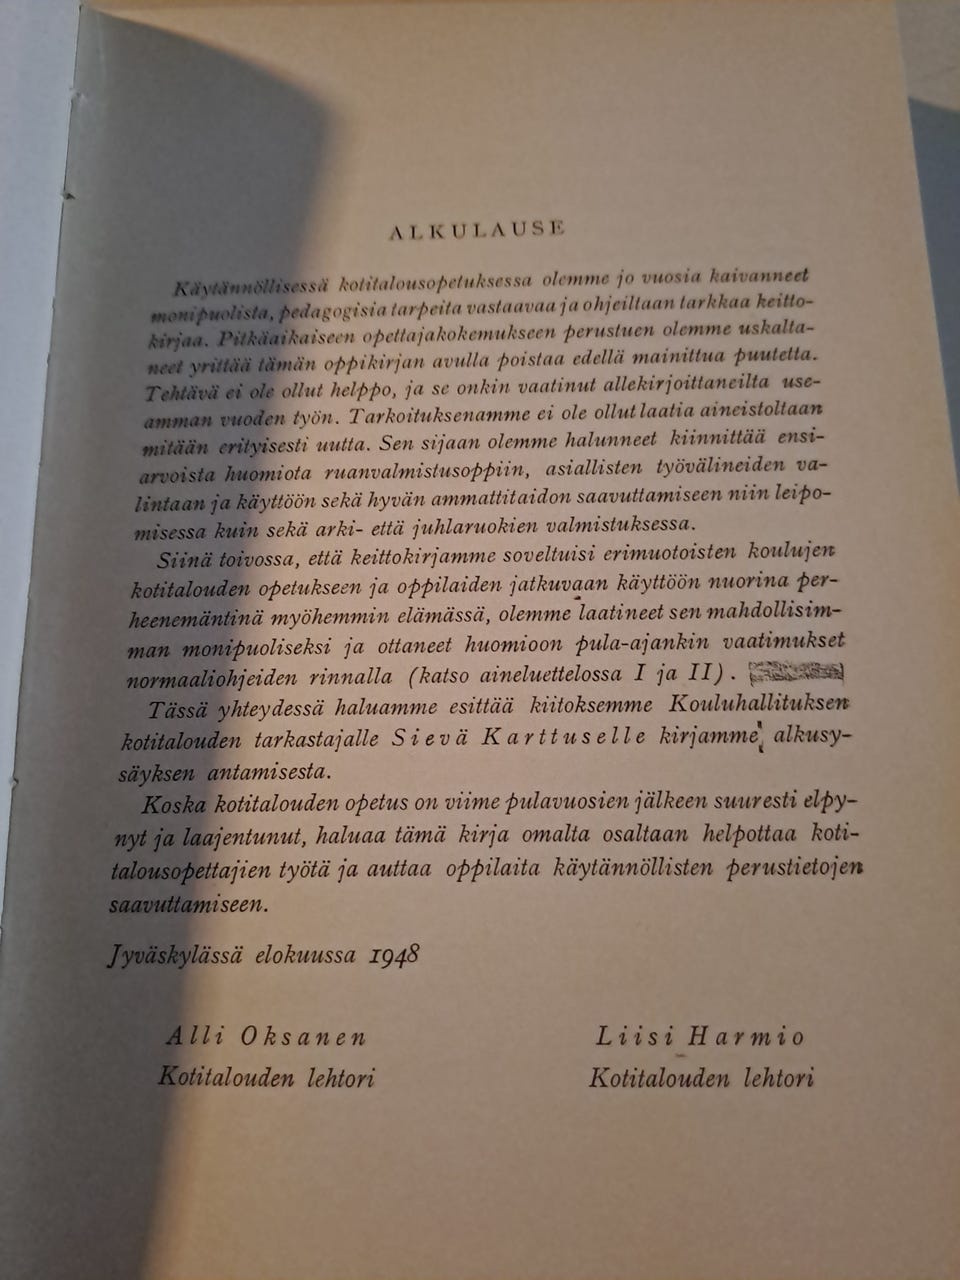 ALKULAUSE
Käytännöllisessä kotitalousopetuksessa olemme jo vuosia kaivanneet
monipuolista, pedagogisia tarpeita vastaavaa ja ohjeiltaan tarkkaa keitto-
kirjaa. Pitkäaikaiseen opettajakokemukseen perustuen olemme uskalta-
neet yrittää tämän oppikirjan avulla poistaa edellä mainittua puutetta.
Tehtävä ei ole ollut helppo, ja se onkin vaatinut allekirjoittaneilta use-
amman vuoden työn. Tarkoituksenamme ei ole ollut laatia aineistoltaan
mitään erityisesti uutta. Sen sijaan olemme halunneet kiinnittää ensi-
arvoista huomiota ruanvalmistusoppiin, asiallisten työvälineiden va-
lintaan ja käyttöön sekä hyvän ammattitaidon saavuttamiseen niin leipo-
misessa kuin sekä arki- että juhlaruokien valmistuksessa.
Siinä toivossa, että keittokirjamme soveltuisi erimuotoisten koulujen
kotitalouden opetukseen ja oppilaiden jatkuvaan käyttöön nuorina per-
heenemäntinä myöhemmin elämässä, olemme laatineet sen mahdollisim-
man monipuoliseksi ja ottaneet huomioon pula-ajankin vaatimukset
normaaliohjeiden rinnalla (katso aineluettelossa I ja II).
Tässä yhteydessä haluamme esittää kiitoksemme Kouluhallituksen
kotitalouden tarkastajalle Sievä Karttuselle kirjamme alkusy-
säyksen antamisesta.
Koska kotitalouden opetus on viime pulavuosien jälkeen suuresti elpy-
nyt ja laajentunut, haluaa tämä kirja omalta osaltaan helpottaa koti-
talousopettajien työtä ja auttaa oppilaita käytännöllisten perustietojen
saavuttamiseen.
Jyväskylässä elokuussa 1948
Alli Oksanen Liisi Harmio
Kotitalouden lehtori Kotitalouden lehtori